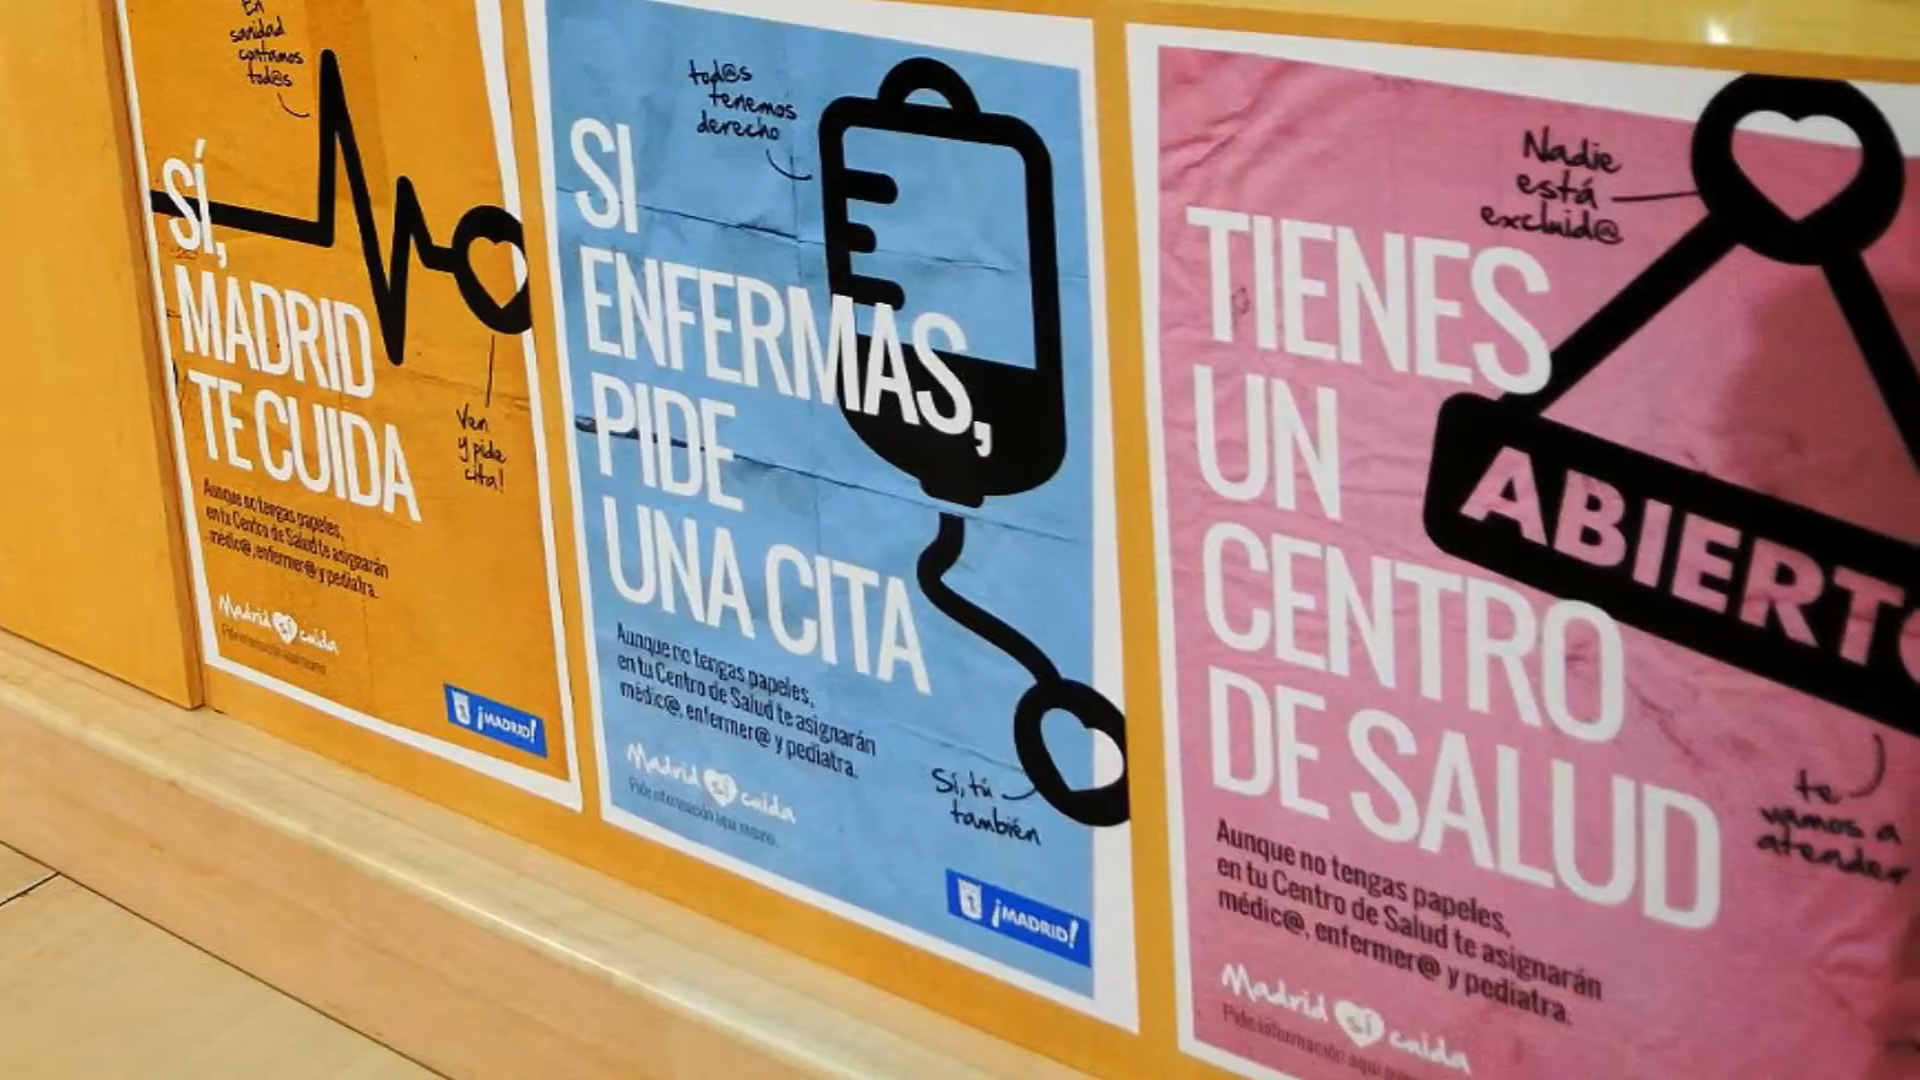 En
sanidad
contamos
tod@s
SÍ,
MADRID
TE CUIDA
Ven
y pide
cita!
Aunque no tengas papeles,
en tu Centro de Salud te asignarán
médic@, enfermer@ y pediatra.
Madrid sí cuida
¡MADRID!
tod@s
tenemos
derecho
SI
ENFERMAS,
PIDE
UNA CITA
Aunque no tengas papeles,
en tu Centro de Salud te asignarán
médic@, enfermer@ y pediatra.
Madrid sí cuida
Pide información aquí mismo.
Sí, tú
también
¡MADRID!
Nadie
está
excluid@
TIENES
UN
CENTRO
DE SALUD
ABIERTO
te
vamos a
atender
Aunque no tengas papeles,
en tu Centro de Salud te asignarán
médic@, enfermer@ y pediatra.
Madrid sí cuida
Pide información aquí